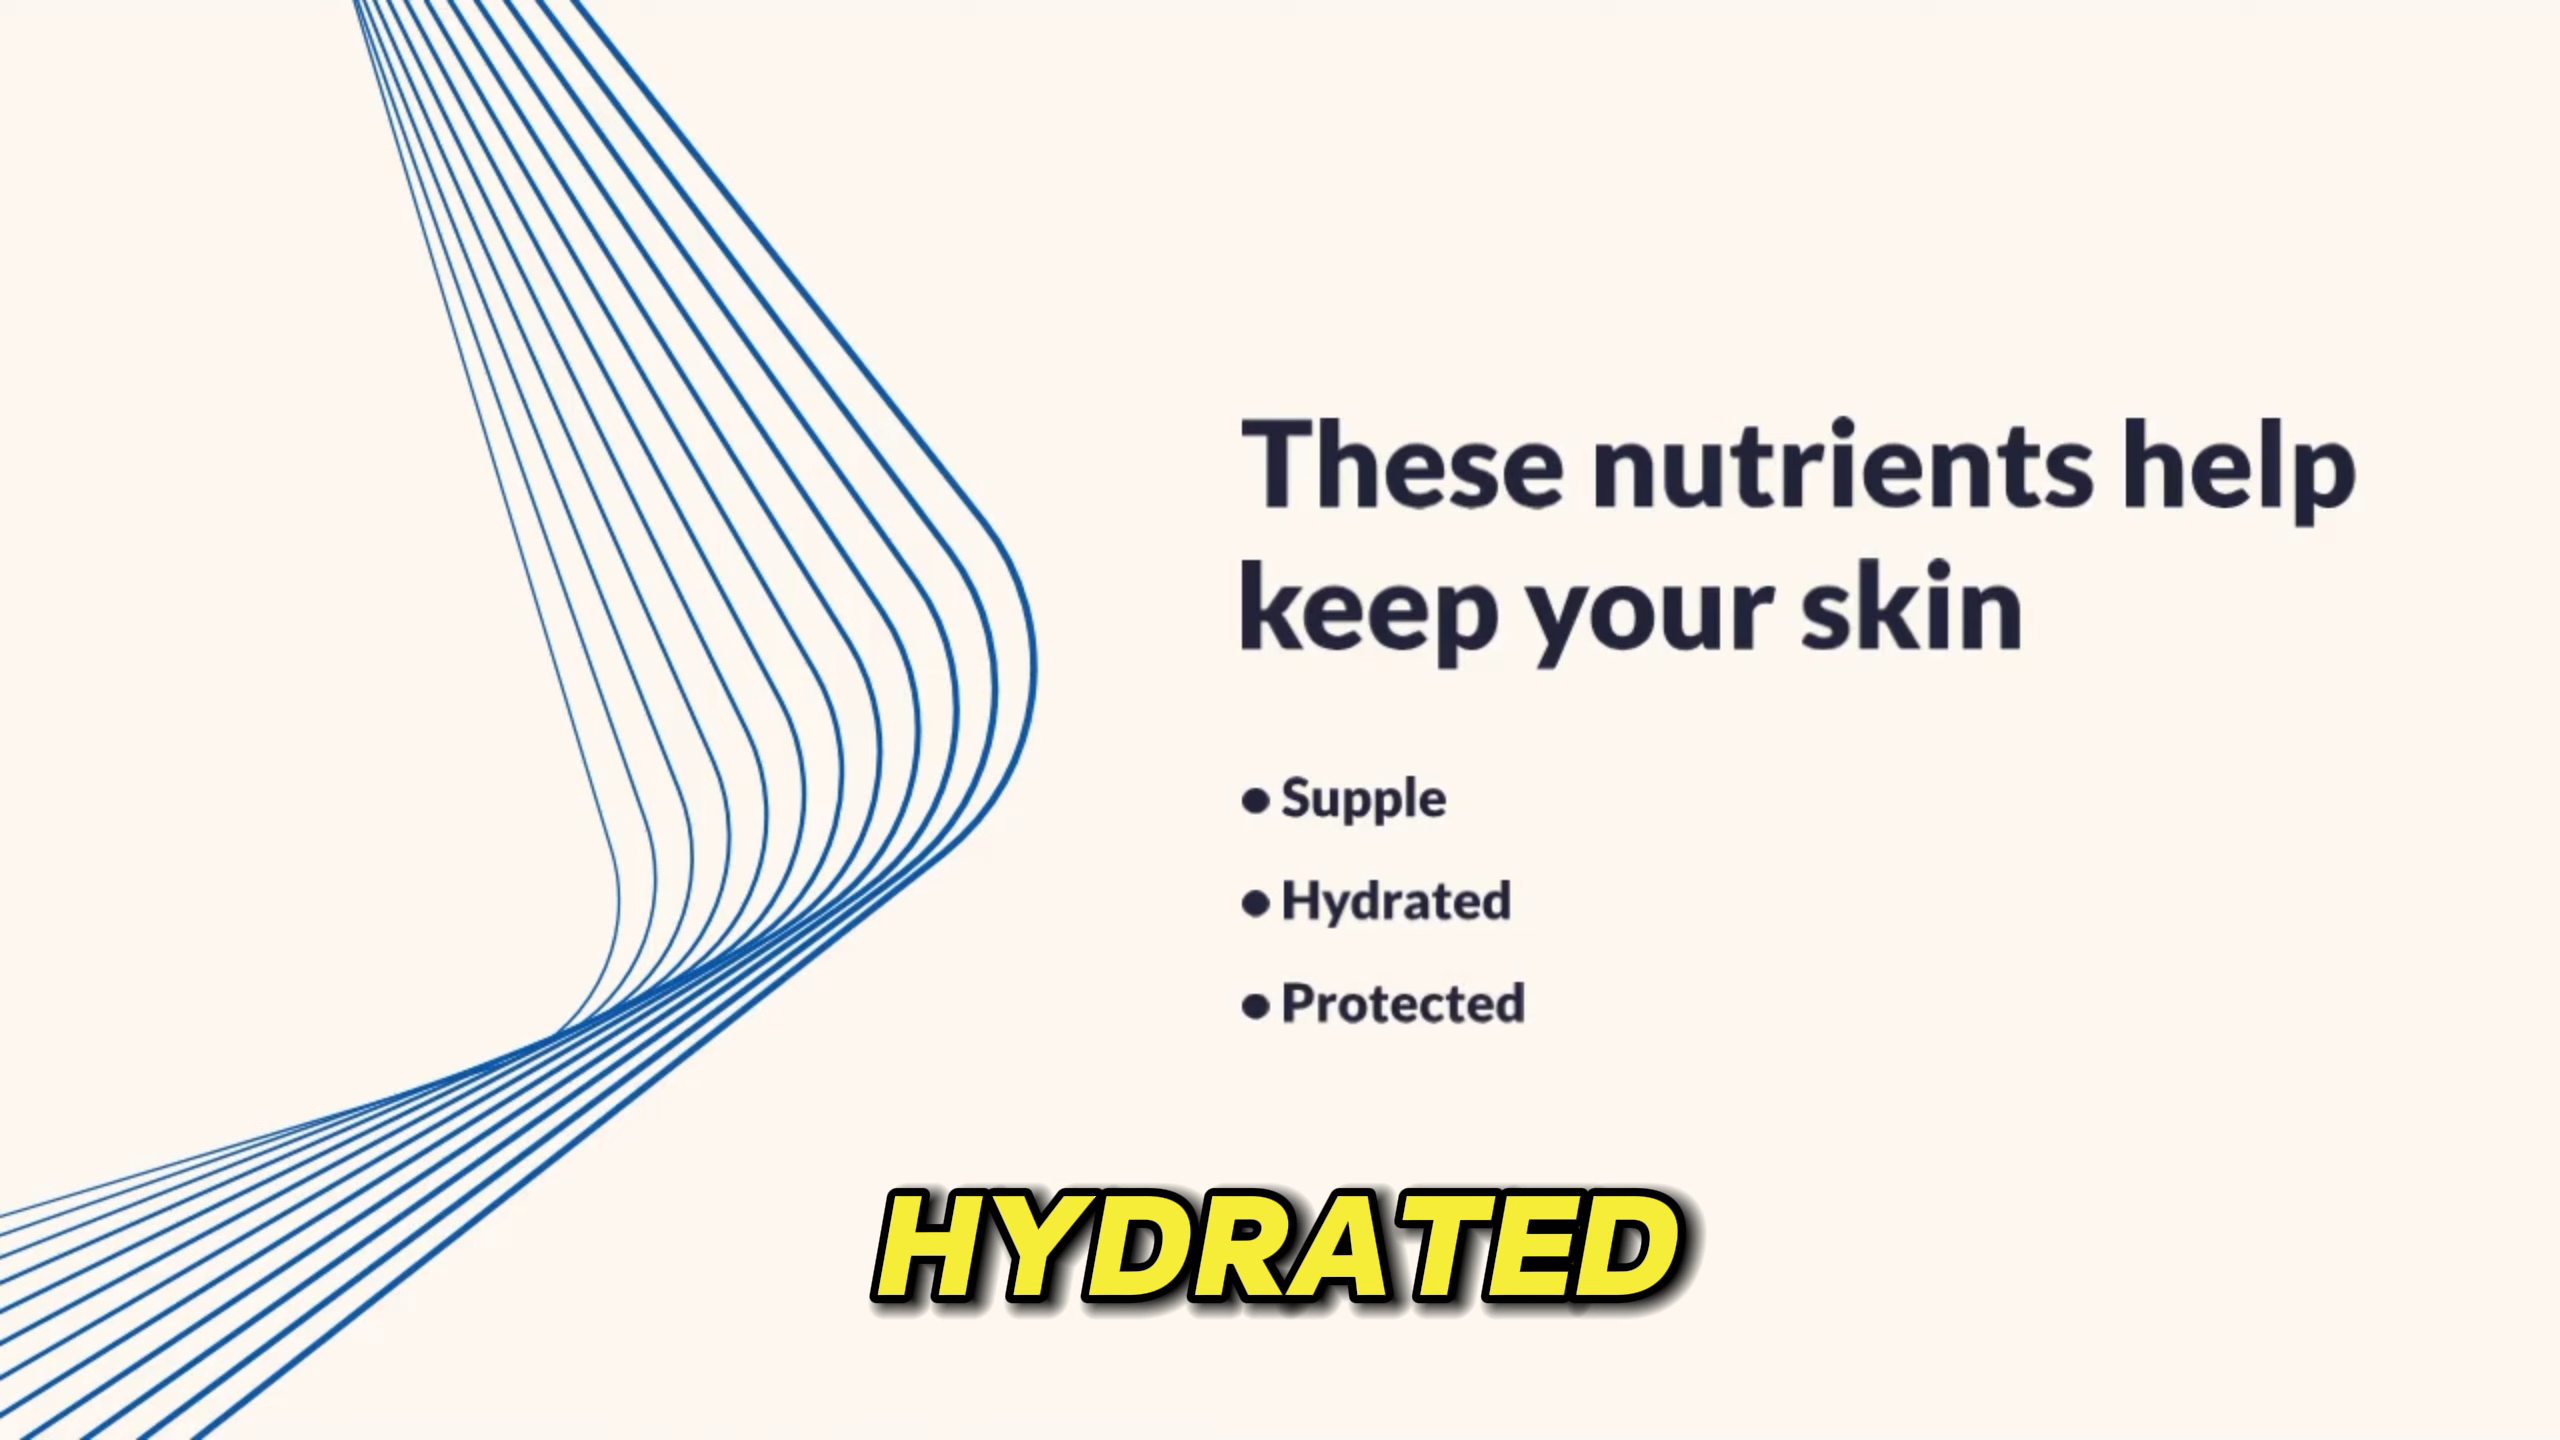 These nutrients help
keep your skin
• Supple
• Hydrated
• Protected
HYDRATED